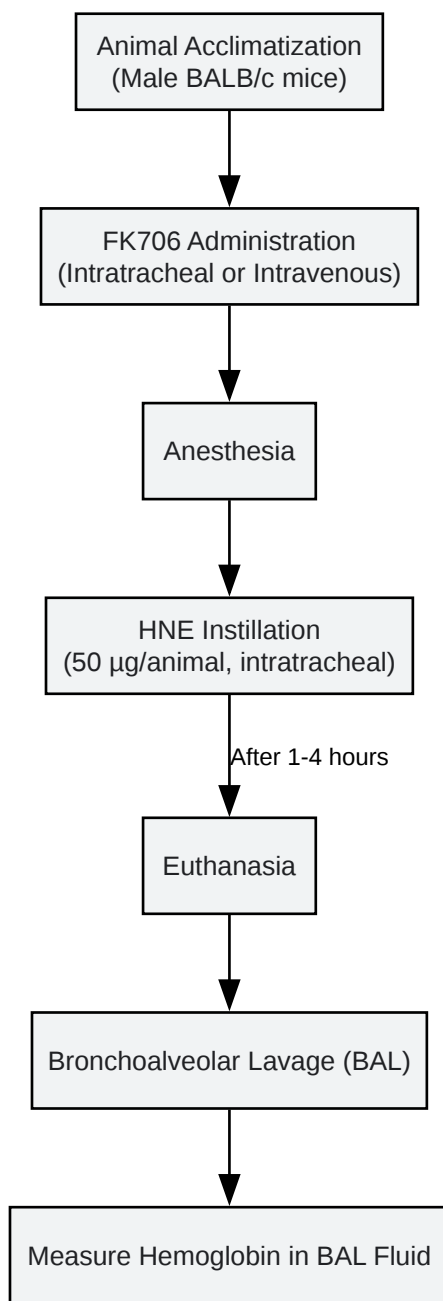 Animal Acclimatization
(Male BALB/c mice)
FK706 Administration
(Intratracheal or Intravenous)
Anesthesia
HNE Instillation
(50 µg/animal, intratracheal)
After 1-4 hours
Euthanasia
Bronchoalveolar Lavage (BAL)
Measure Hemoglobin in BAL Fluid